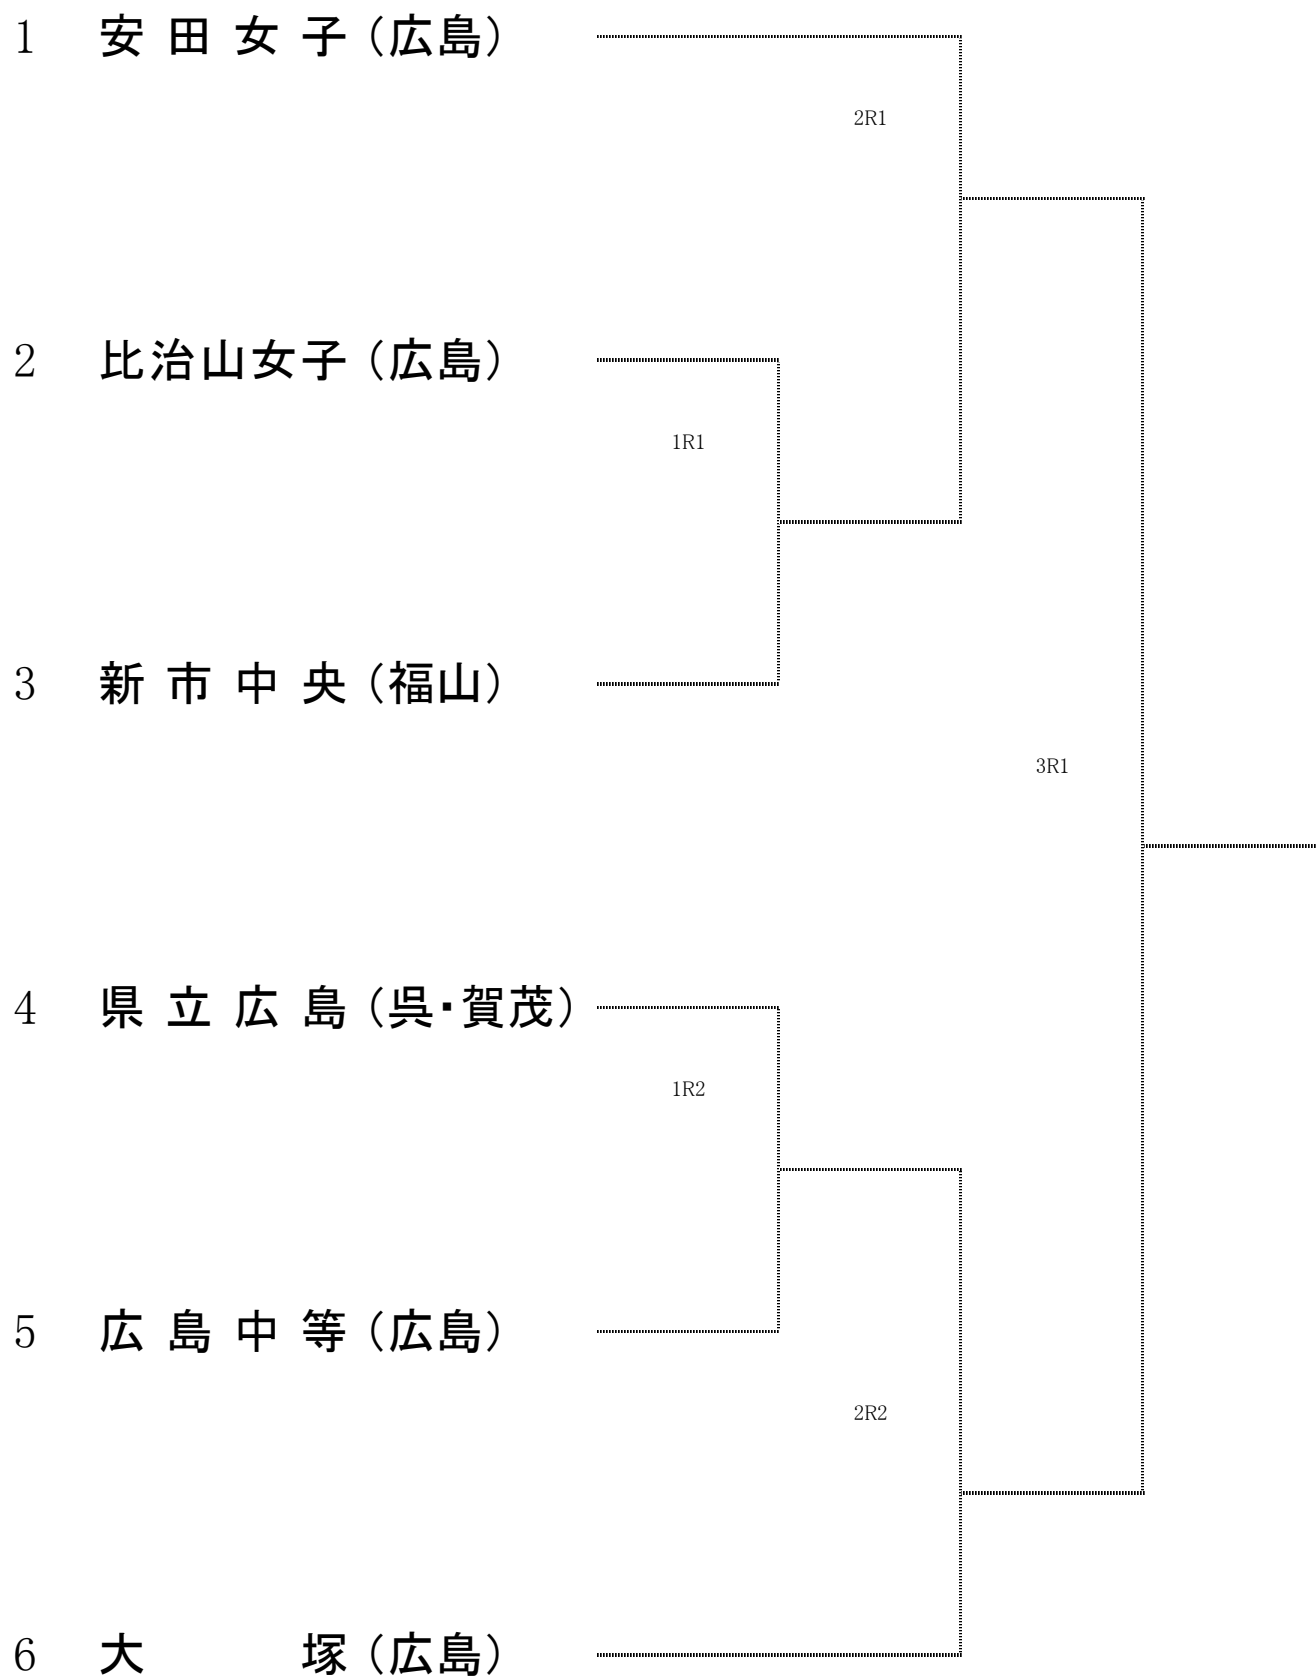 1 安田女子（広島）
2R1
2 比治山女子（広島）
1R1
3 新市中央（福山）
3R1
4 県立広島（呉・賀茂）
1R2
5 広島中等（広島）
2R2
6 大塚（広島）